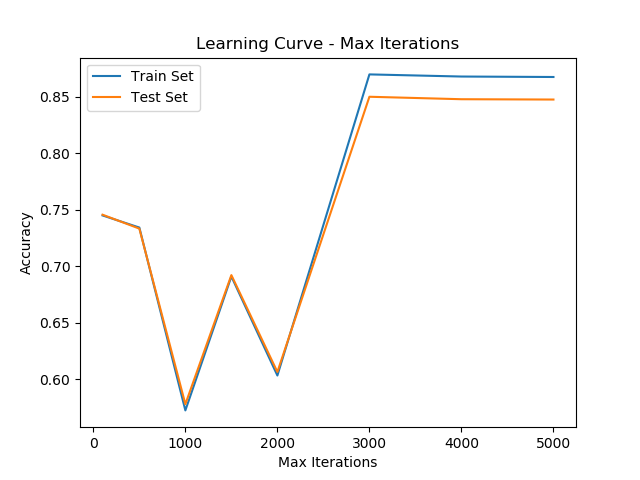 Learning Curve - Max Iterations
Train Set
Test Set
0.85
0.80
0.75
0.70
0.65
0.60
Accuracy
0 1000 2000 3000 4000 5000
Max Iterations